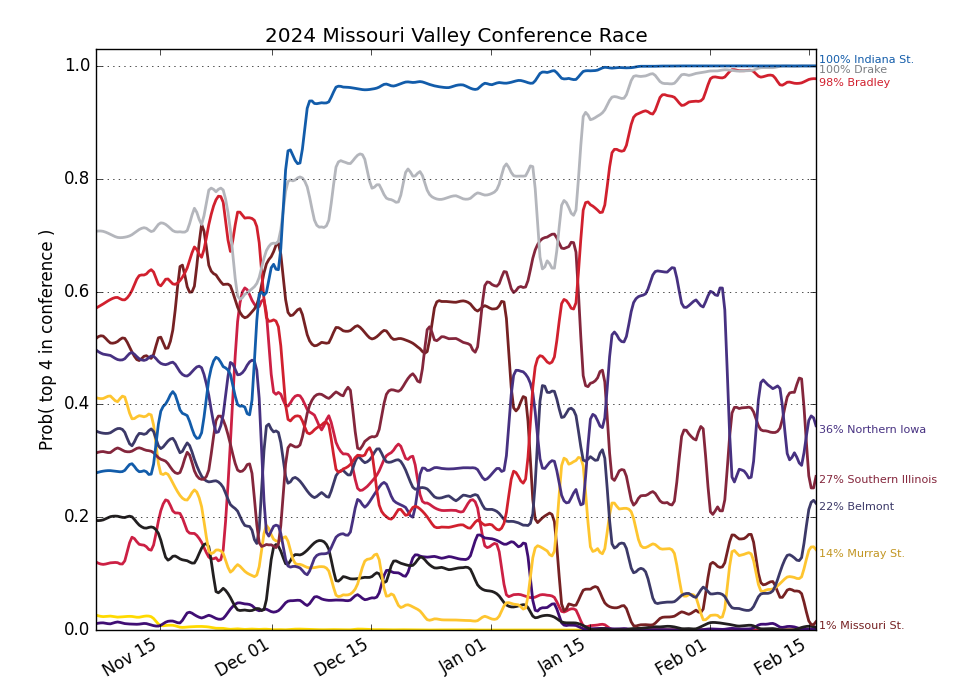 2024 Missouri Valley Conference Race
Prob( top 4 in conference )
1.0
0.8
0.6
0.4
0.2
0.0
Nov 15
Dec 01
Dec 15
Jan 01
Jan 15
Feb 01
Feb 15
100% Indiana St.
100% Drake
98% Bradley
36% Northern Iowa
27% Southern Illinois
22% Belmont
14% Murray St.
1% Missouri St.